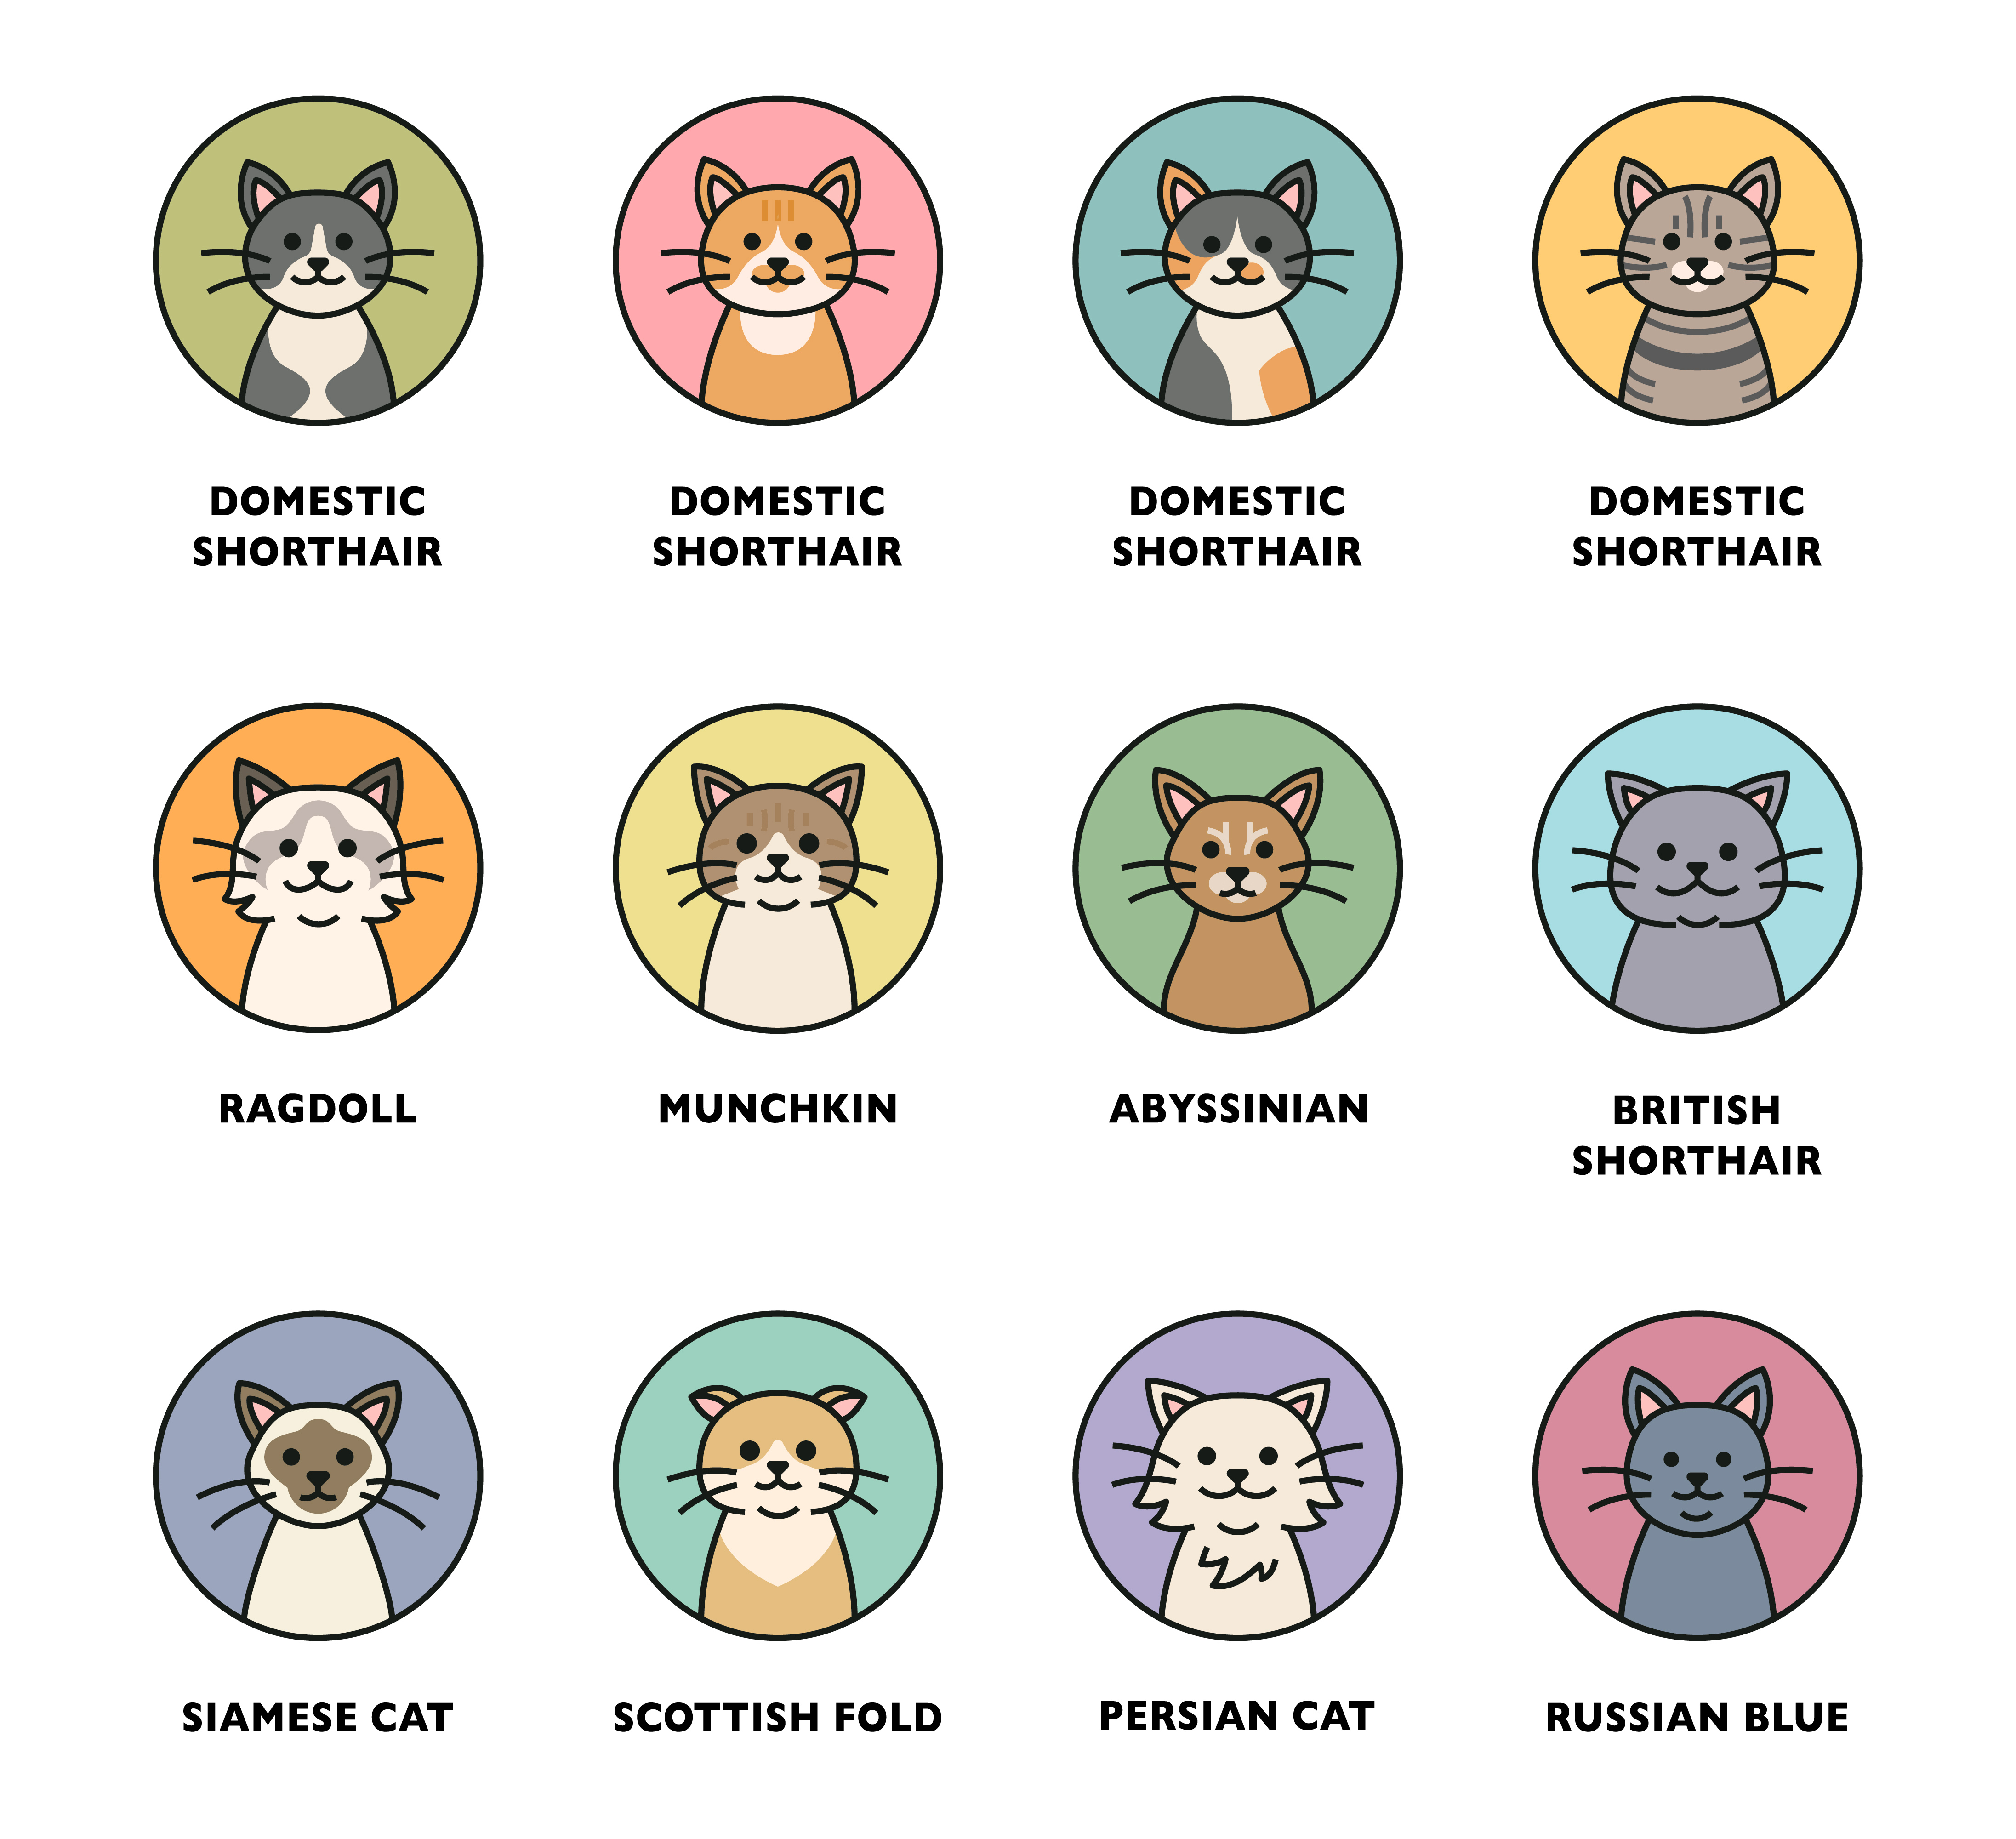 DOMESTIC
SHORTHAIR
DOMESTIC
SHORTHAIR
DOMESTIC
SHORTHAIR
DOMESTIC
SHORTHAIR
RAGDOLL
MUNCHKIN
ABYSSINIAN
BRITISH
SHORTHAIR
SIAMESE CAT
SCOTTISH FOLD
PERSIAN CAT
RUSSIAN BLUE